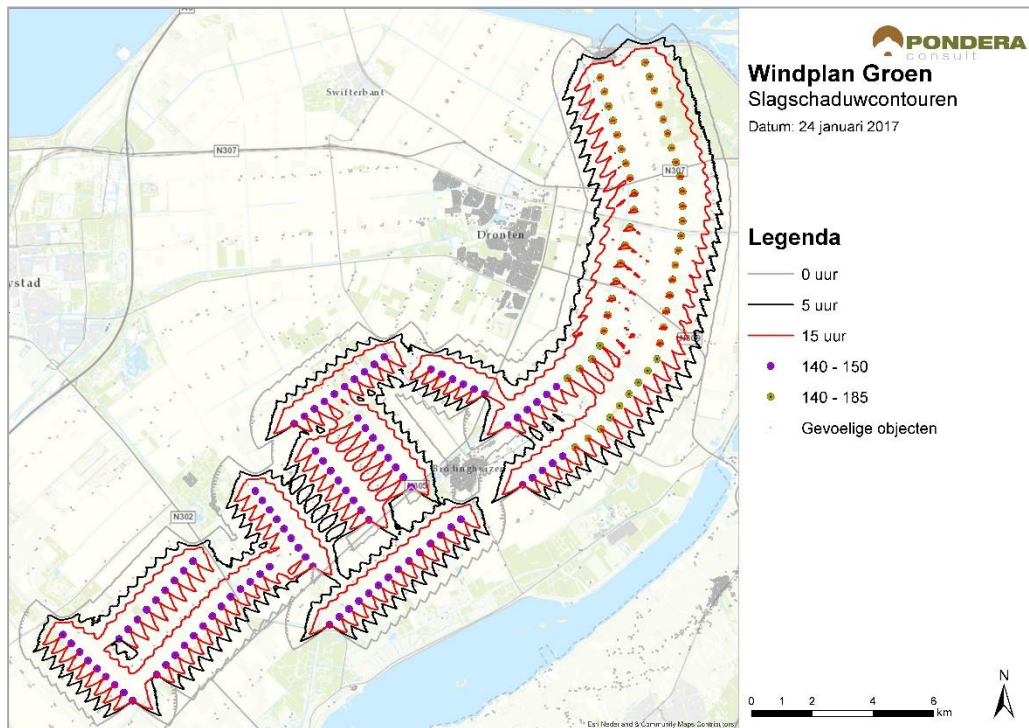 PONDERA
consult
Windplan Groen
Slagschaduwcontouren
Datum: 24 januari 2017
Legenda
0 uur
5 uur
15 uur
140 - 150
140 - 185
Gevoelige objecten
N
0 1 2 4 6
km
Swifterbant
N307
N307
Dronten
ystad
N305
N302
Esri Nederland & Community Maps Contributors